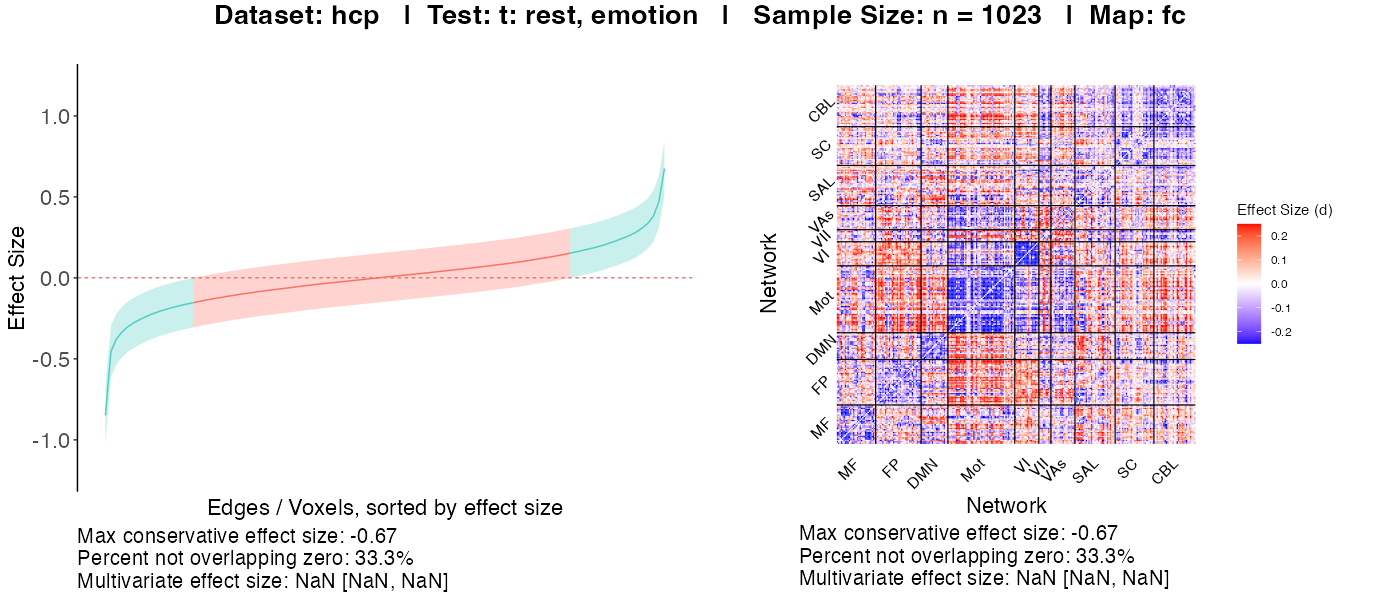 Dataset: hcp | Test: t: rest, emotion | Sample Size: n = 1023 | Map: fc
Effect Size
1.0
0.5
0.0
-0.5
-1.0
Edges / Voxels, sorted by effect size
Max conservative effect size: -0.67
Percent not overlapping zero: 33.3%
Multivariate effect size: NaN [NaN, NaN]
Network
CBL
SC
SAL
VAs
VII
VI
Mot
DMN
FP
MF
MF
FP
DMN
Mot
VI
VII
VAs
SAL
SC
CBL
Network
Effect Size (d)
0.2
0.1
0.0
-0.1
-0.2
Max conservative effect size: -0.67
Percent not overlapping zero: 33.3%
Multivariate effect size: NaN [NaN, NaN]